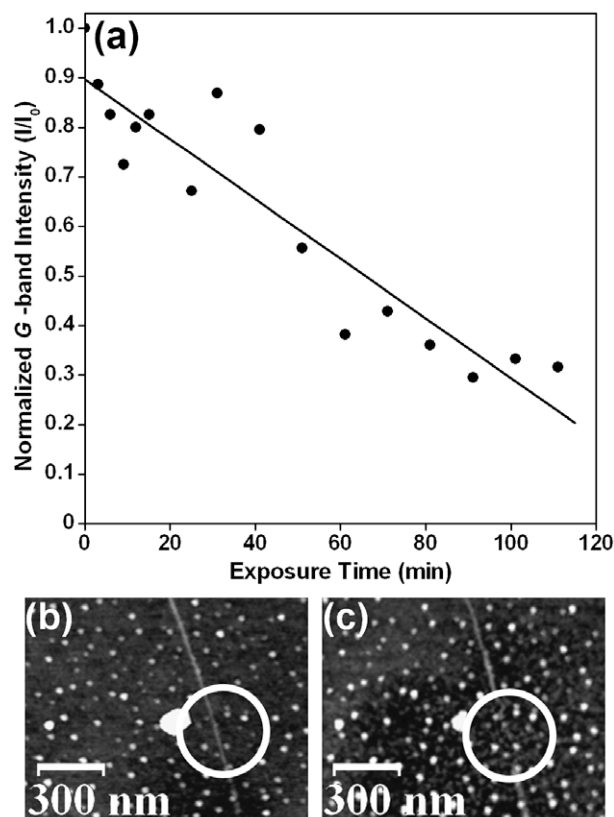 (a)
Normalized G -band Intensity (I/I0)
1.0
0.9
0.8
0.7
0.6
0.5
0.4
0.3
0.2
0.1
0
0 20 40 60 80 100 120
Exposure Time (min)
(b)
300 nm
(c)
300 nm